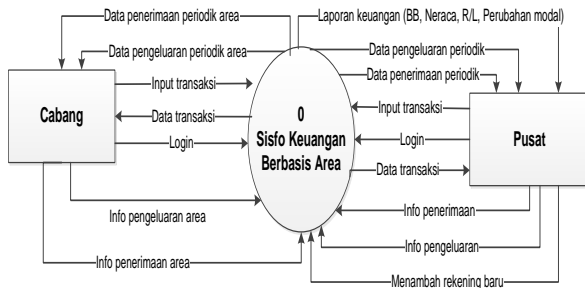 Data penerimaan periodik area
Laporan keuangan (BB, Neraca, R/L, Perubahan modal)
Data pengeluaran periodik area
Data pengeluaran periodik
Data penerimaan periodik
Input transaksi
Input transaksi
Cabang
Data transaksi
0
Sisfo Keuangan
Berbasis Area
Login
Login
Pusat
Data transaksi
Info pengeluaran area
Info penerimaan
Info pengeluaran
Info penerimaan area
Menambah rekening baru